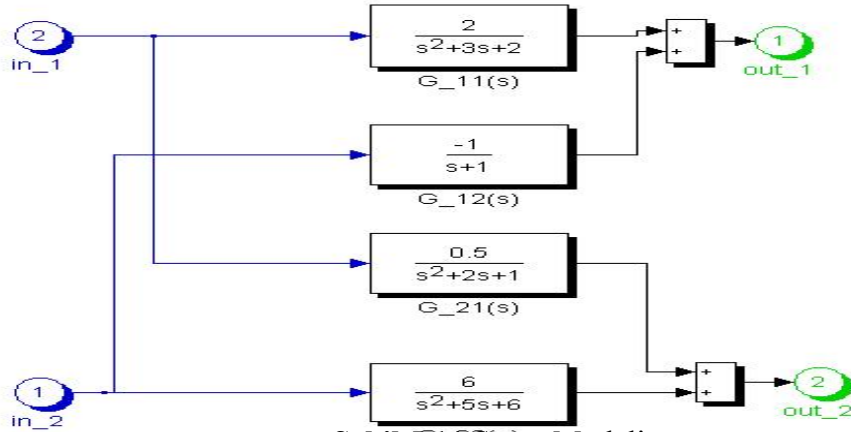 2
in_1
2
s²+3s+2
G_11(s)
+
+
1
out_1
-1
s+1
G_12(s)
0.5
s²+2s+1
G_21(s)
1
in_2
6
s²+5s+6
+
+
2
out_2